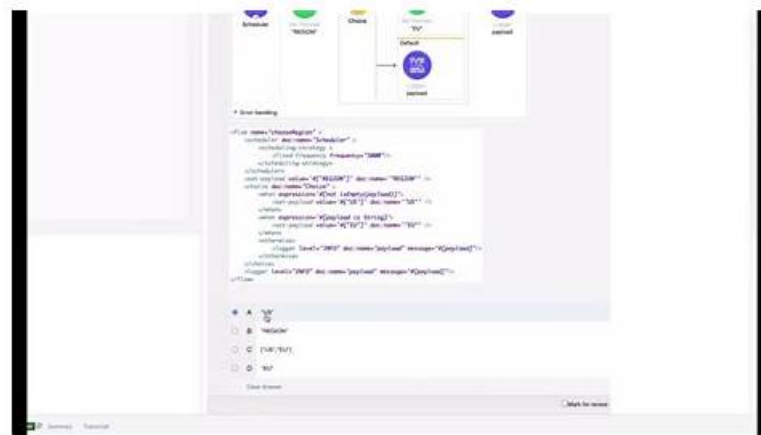 Scheduler
"REGION"
Choice
"EU"
payload
Default
Logger
payload
Error handling
<flow name="chooseRegion" >
<scheduler doc:name="Scheduler" >
<scheduling-strategy >
<fixed-frequency frequency="5000"/>
</scheduling-strategy>
</scheduler>
<set-payload value='#["REGION"]' doc:name='"REGION"' />
<choice doc:name="Choice" >
<when expression='#[not isEmpty(payload)]'>
<set-payload value='#["US"]' doc:name='"US"' />
</when>
<when expression='#[payload is String]'>
<set-payload value='#["EU"]' doc:name='"EU"' />
</when>
<otherwise>
<logger level="INFO" doc:name="payload" message="#[payload]"/>
</otherwise>
</choice>
<logger level="INFO" doc:name="payload" message="#[payload]"/>
</flow>
A "US"
B "REGION"
C ["US","EU"]
D "EU"
Clear answer
Mark for review
Summary Transcript